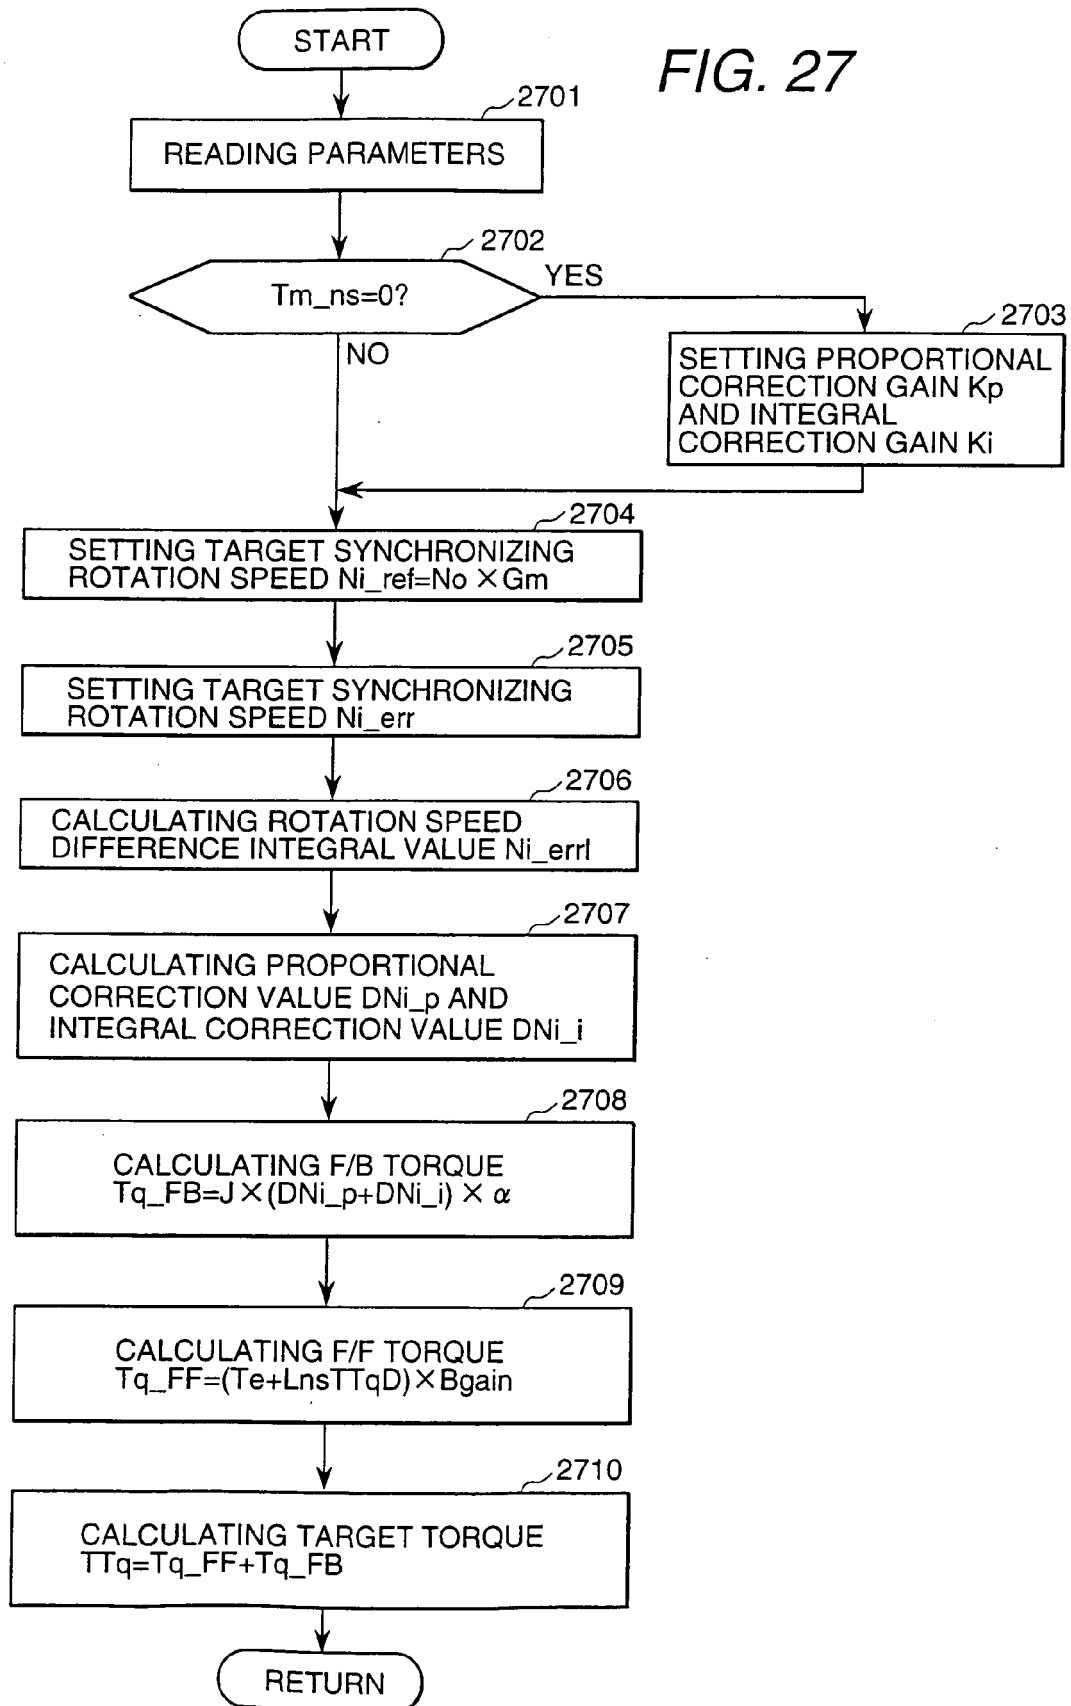 START
FIG. 27
2701
READING PARAMETERS
2702
Tm_ns=0?
YES
NO
2703
SETTING PROPORTIONAL
CORRECTION GAIN Kp
AND INTEGRAL
CORRECTION GAIN Ki
2704
SETTING TARGET SYNCHRONIZING
ROTATION SPEED Ni_ref=No×Gm
2705
SETTING TARGET SYNCHRONIZING
ROTATION SPEED Ni_err
2706
CALCULATING ROTATION SPEED
DIFFERENCE INTEGRAL VALUE Ni_errI
2707
CALCULATING PROPORTIONAL
CORRECTION VALUE DNi_p AND
INTEGRAL CORRECTION VALUE DNi_i
2708
CALCULATING F/B TORQUE
Tq_FB=J×(DNi_p+DNi_i)×α
2709
CALCULATING F/F TORQUE
Tq_FF=(Te+LnsTTqD)×Bgain
2710
CALCULATING TARGET TORQUE
TTq=Tq_FF+Tq_FB
RETURN